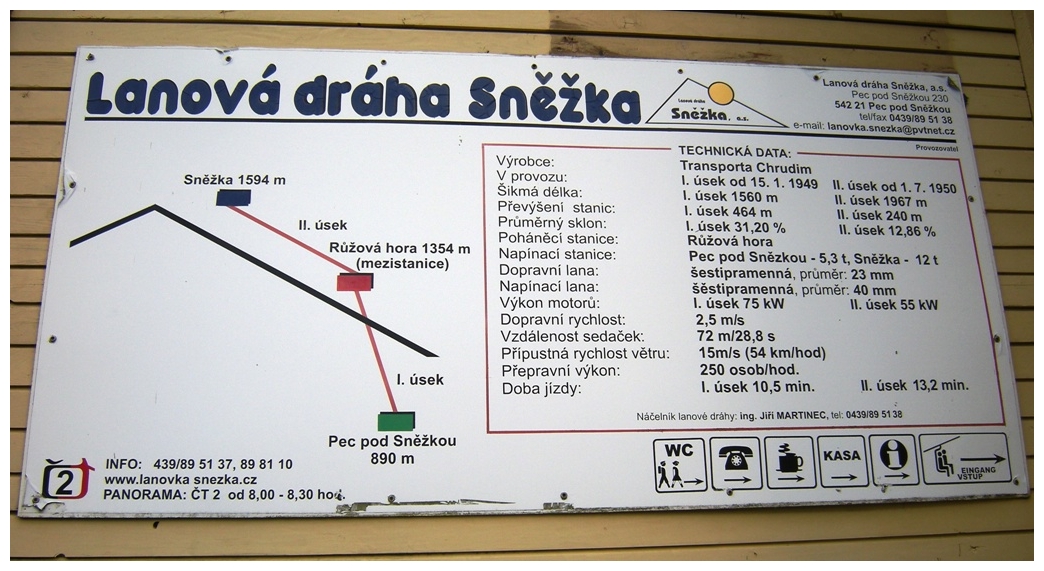 Lanová dráha Sněžka
Lanová dráha
Sněžka, a.s.
Lanová dráha Sněžka, a.s.
Pec pod Sněžkou 230
542 21 Pec pod Sněžkou
tel/fax 0439/89 51 38
e-mail: lanovka.snezka@pvtnet.cz
Provozovatel
Sněžka 1594 m
II. úsek
Růžová hora 1354 m
(mezistanice)
I. úsek
Pec pod Sněžkou
890 m
TECHNICKÁ DATA:
Výrobce: Transporta Chrudim
V provozu: I. úsek od 15. 1. 1949 II. úsek od 1. 7. 1950
Šikmá délka: I. úsek 1560 m II. úsek 1967 m
Převýšení stanic: I. úsek 464 m II. úsek 240 m
Průměrný sklon: I. úsek 31,20 % II. úsek 12,86 %
Poháněcí stanice: Růžová hora
Napínací stanice: Pec pod Snězkou - 5,3 t, Sněžka - 12 t
Dopravní lana: šestipramenná, průměr: 23 mm
Napínací lana: šěstipramenná, průměr: 40 mm
Výkon motorů: I. úsek 75 kW II. úsek 55 kW
Dopravní rychlost: 2,5 m/s
Vzdálenost sedaček: 72 m/28,8 s
Přípustná rychlost větru: 15m/s (54 km/hod)
Přepravní výkon: 250 osob/hod.
Doba jízdy: I. úsek 10,5 min. II. úsek 13,2 min.
Náčelník lanové dráhy: ing. Jiří MARTINEC, tel: 0439/89 51 38
2
INFO: 439/89 51 37, 89 81 10
www.lanovka snezka.cz
PANORAMA: ČT 2 od 8,00 - 8,30 hod.
WC
KASA
i
EINGANG
VSTUP